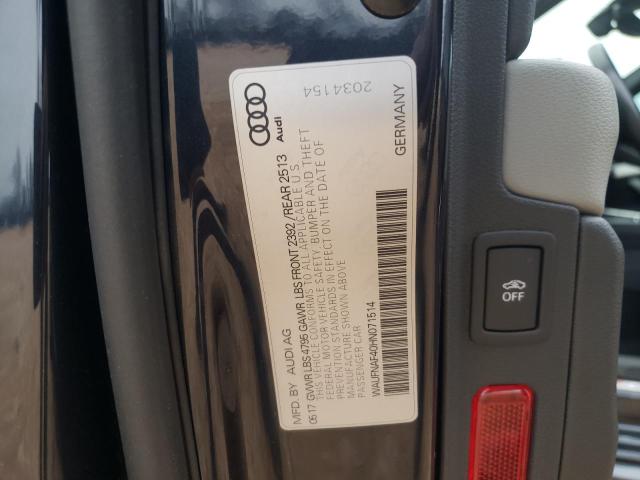 Audi
2034154
MFD. BY AUDI AG
GERMANY
0517 GVWR LBS 4795 GAWR LBS FRONT 2392 / REAR 2513
THIS VEHICLE CONFORMS TO ALL APPLICABLE U S
FEDERAL MOTOR VEHICLE SAFETY, BUMPER AND THEFT
PREVENTION STANDARDS IN EFFECT ON THE DATE OF
MANUFACTURE SHOWN ABOVE
PASSENGER CAR
WAUFNAF40HN071514
OFF